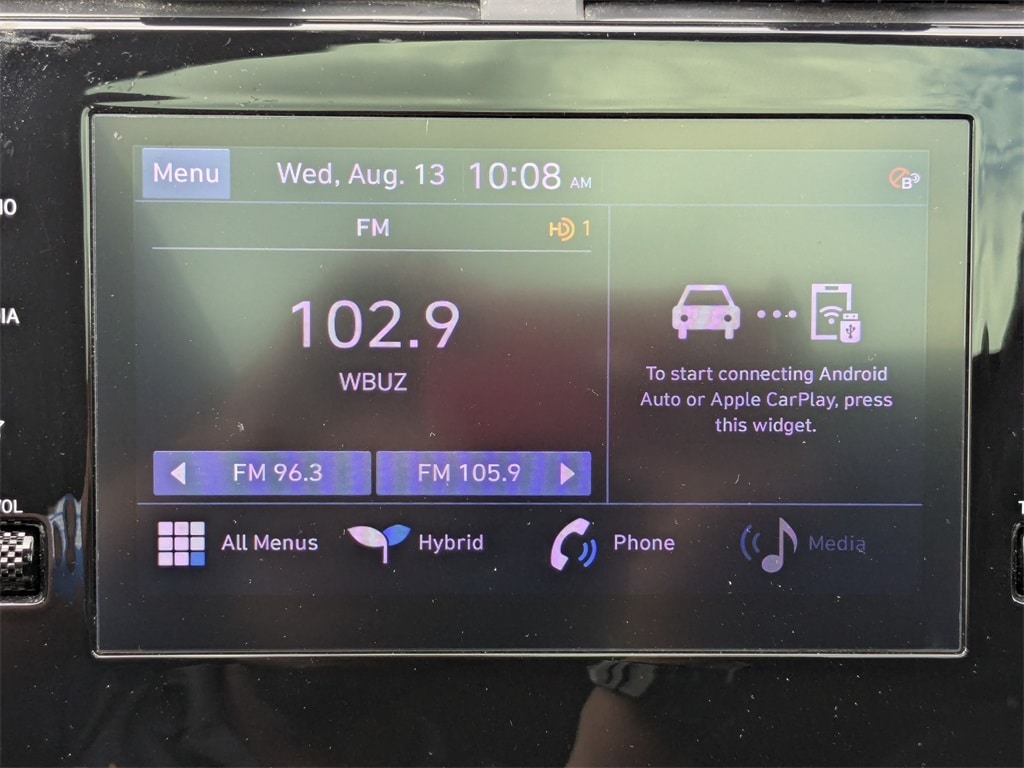 Menu Wed, Aug. 13 10:08 AM B
FM HD 1
102.9
WBUZ
To start connecting Android
Auto or Apple CarPlay, press
this widget.
FM 96.3 FM 105.9
All Menus Hybrid Phone Media